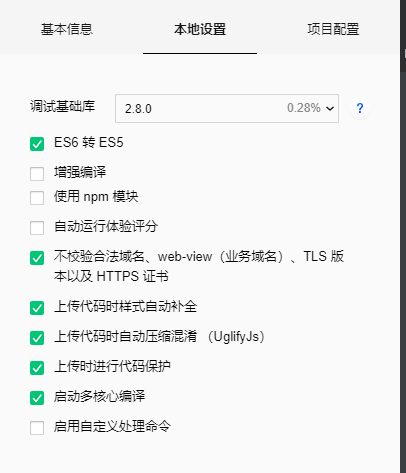 基本信息 本地设置 项目配置
调试基础库 2.8.0 0.28% ?
ES6 转 ES5
增强编译
使用 npm 模块
自动运行体验评分
不校验合法域名、web-view（业务域名）、TLS 版
本以及 HTTPS 证书
上传代码时样式自动补全
上传代码时自动压缩混淆 （UglifyJs）
上传时进行代码保护
启动多核心编译
启用自定义处理命令